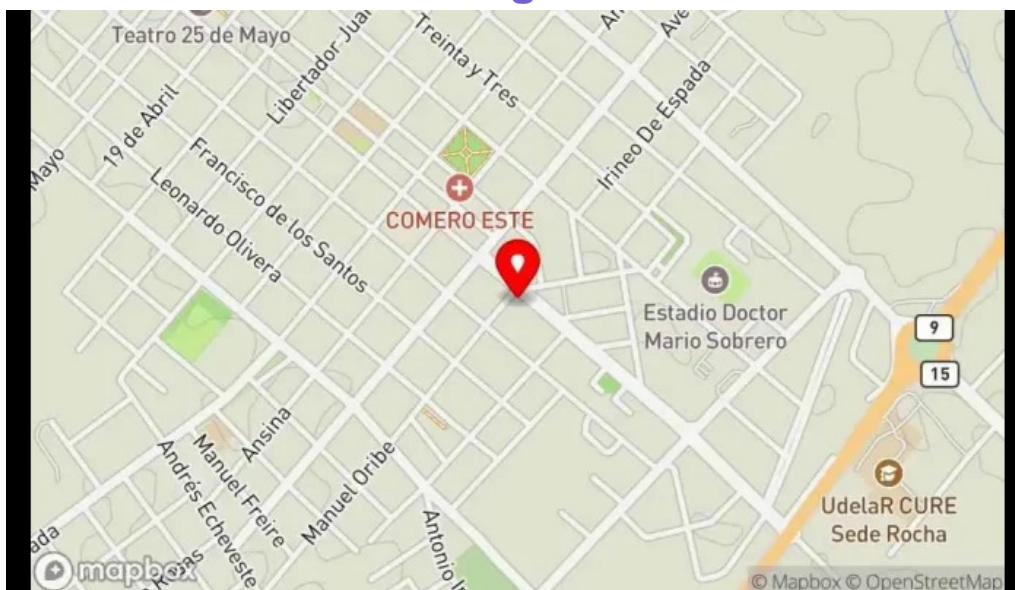 Teatro 25 de Mayo
Libertador Juan
Treinta y Tres
19 de Abril
Mayo
Francisco de los
Santos
Leonardo Olivera
Irineo De Espada
COMERO ESTE
Estadio Doctor
Mario Sobrero
9
15
Ansina
Manuel Freire
Andrés Echeveste
Manuel Oribe
UdelaR CURE
Sede Rocha
mapbox
© Mapbox © OpenStreetMap